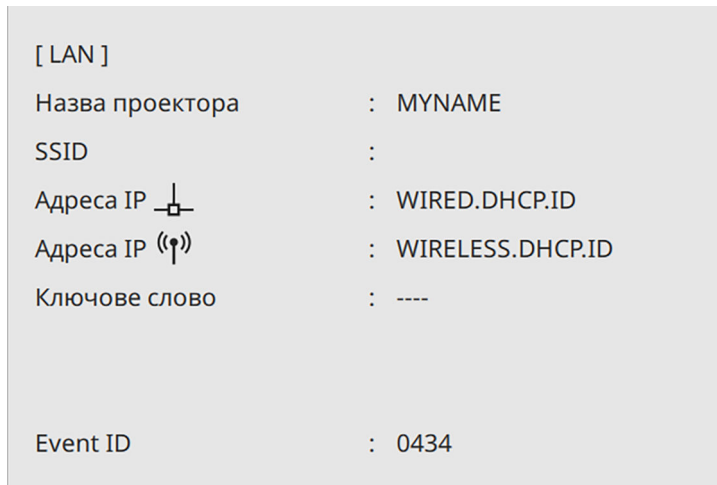 [ LAN ]
Назва проектора : MYNAME
SSID :
Адреса IP : WIRED.DHCP.ID
Адреса IP : WIRELESS.DHCP.ID
Ключове слово : ----
Event ID : 0434